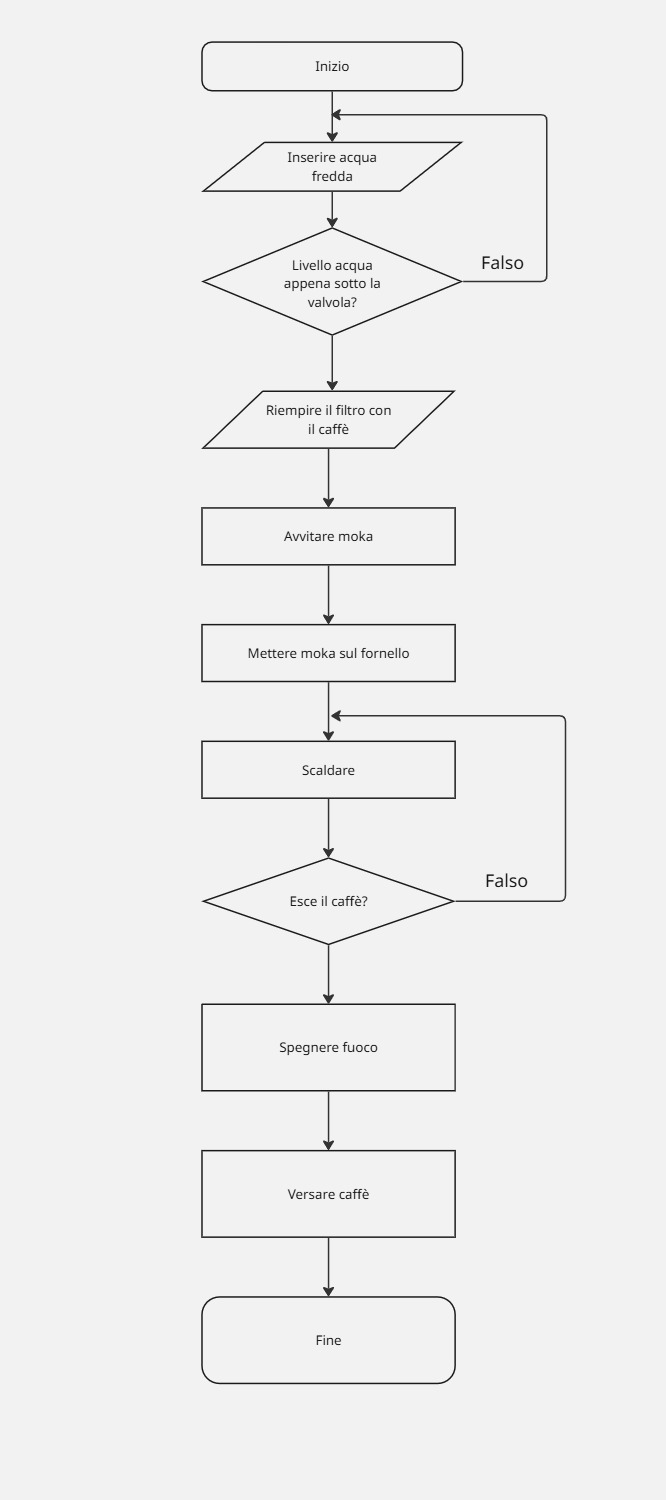 Inizio
Inserire acqua
fredda
Livello acqua
appena sotto la
valvola?
Falso
Riempire il filtro con
il caffè
Avvitare moka
Mettere moka sul fornello
Scaldare
Esce il caffè?
Falso
Spegnere fuoco
Versare caffè
Fine